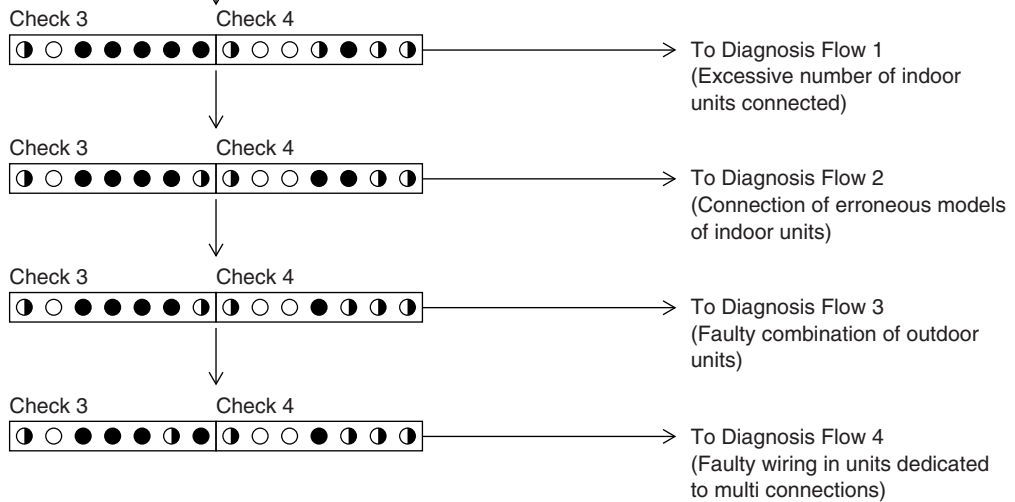 Check 3 Check 4
To Diagnosis Flow 1
(Excessive number of indoor
units connected)
Check 3 Check 4
To Diagnosis Flow 2
(Connection of erroneous models
of indoor units)
Check 3 Check 4
To Diagnosis Flow 3
(Faulty combination of outdoor
units)
Check 3 Check 4
To Diagnosis Flow 4
(Faulty wiring in units dedicated
to multi connections)